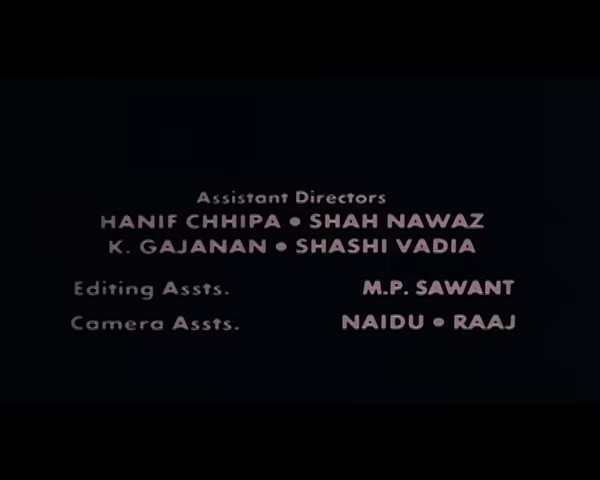 Assistant Directors
HANIF CHHIPA • SHAH NAWAZ
K. GAJANAN • SHASHI VADIA
Editing Assts. M.P. SAWANT
Camera Assts. NAIDU • RAAJ